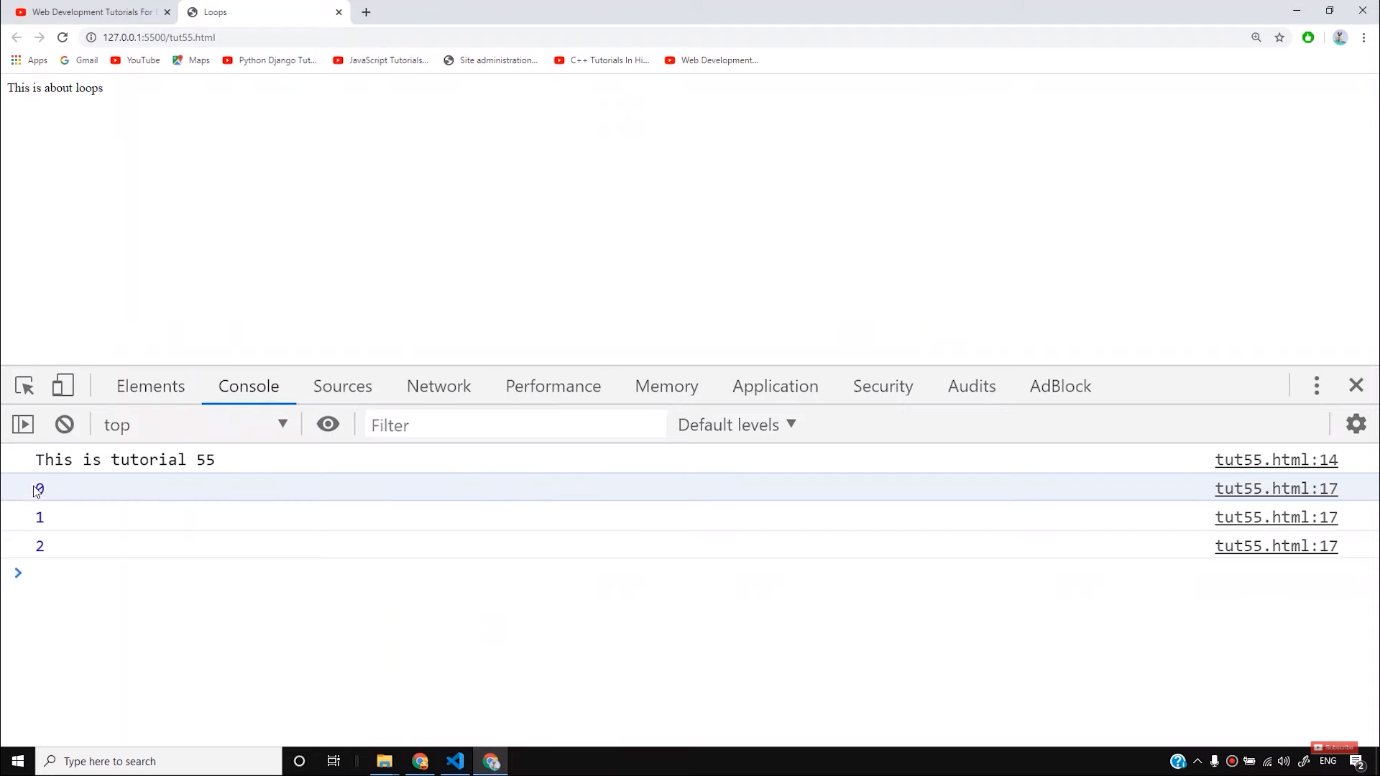 Web Development Tutorials For
Loops
127.0.0.1:5500/tut55.html
Apps Gmail YouTube Maps Python Django Tut... JavaScript Tutorials... Site administration... C++ Tutorials In Hi... Web Development...
This is about loops
Elements Console Sources Network Performance Memory Application Security Audits AdBlock
top Filter Default levels
This is tutorial 55 tut55.html:14
0 tut55.html:17
1 tut55.html:17
2 tut55.html:17
Subscribe
Type here to search ENG 2